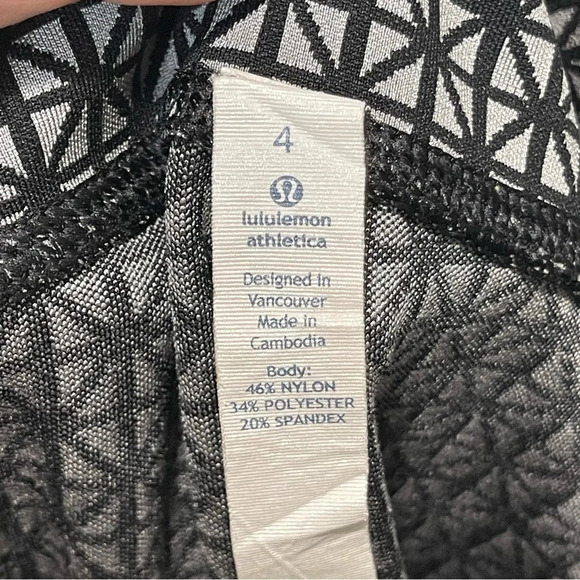 4
lululemon
athletica
Designed in
Vancouver
Made in
Cambodia
Body:
46% NYLON
34% POLYESTER
20% SPANDEX